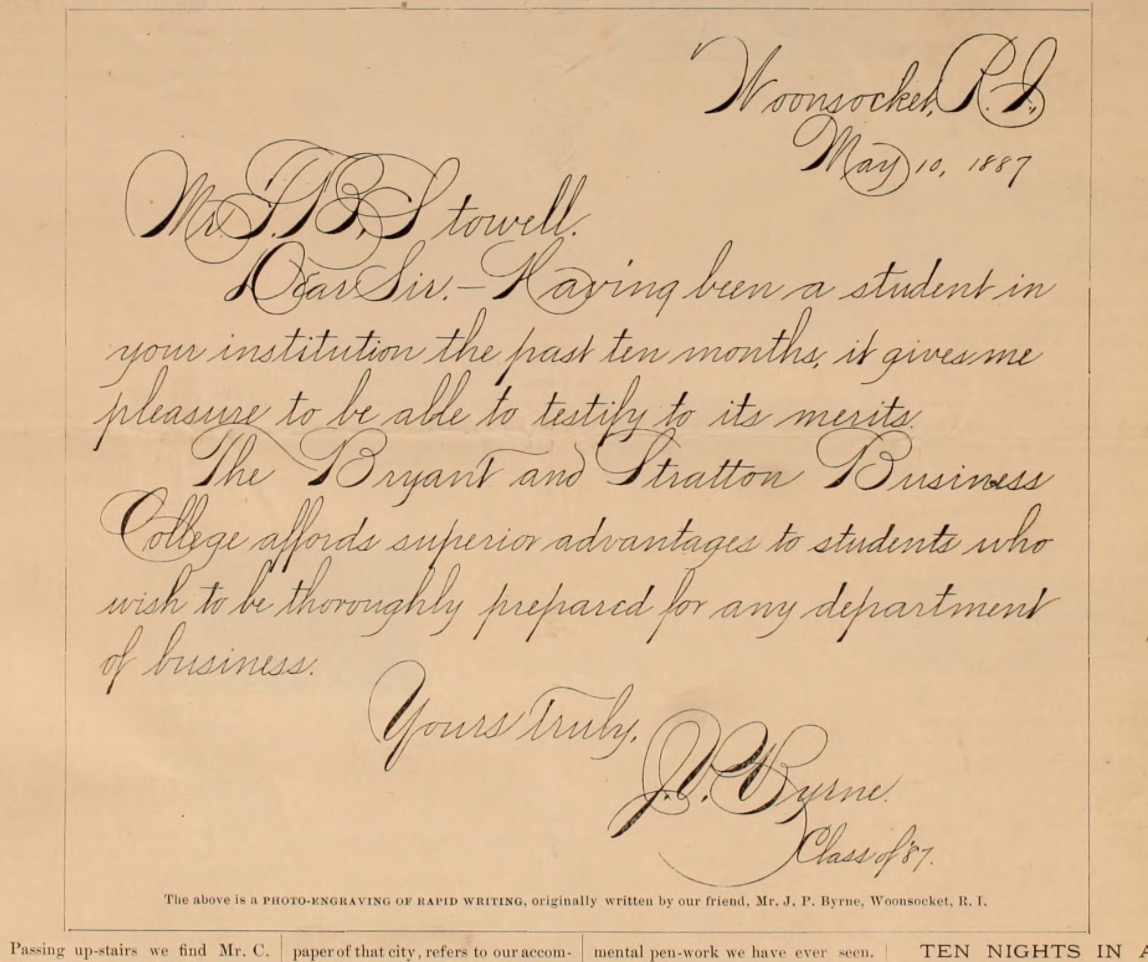 Woonsocket, R. I.,
May 10, 1887
Mr. T. B. Stowell.
Dear Sir.– Having been a student in
your institution the past ten months, it gives me
pleasure to be able to testify to its merits.
The Bryant and Stratton Business
College affords superior advantages to students who
wish to be thoroughly prepared for any department
of business.
Yours Truly,
J. P. Byrne.
Class of '87.
The above is a PHOTO-ENGRAVING OF RAPID WRITING, originally written by our friend, Mr. J. P. Byrne, Woonsocket, R. I.
Passing up-stairs we find Mr. C.
paper of that city, refers to our accom-
mental pen-work we have ever seen.
TEN NIGHTS IN A